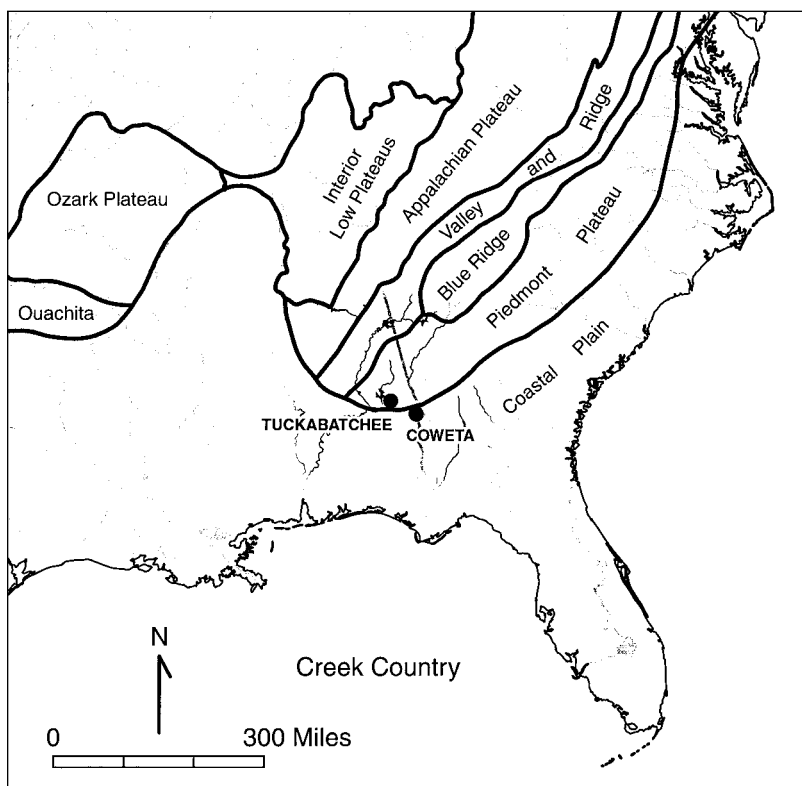 Ozark Plateau
Ouachita
Interior
Low Plateaus
Appalachian Plateau
Valley and Ridge
Blue Ridge
Piedmont Plateau
Coastal Plain
TUCKABATCHEE
COWETA
N
Creek Country
0 300 Miles